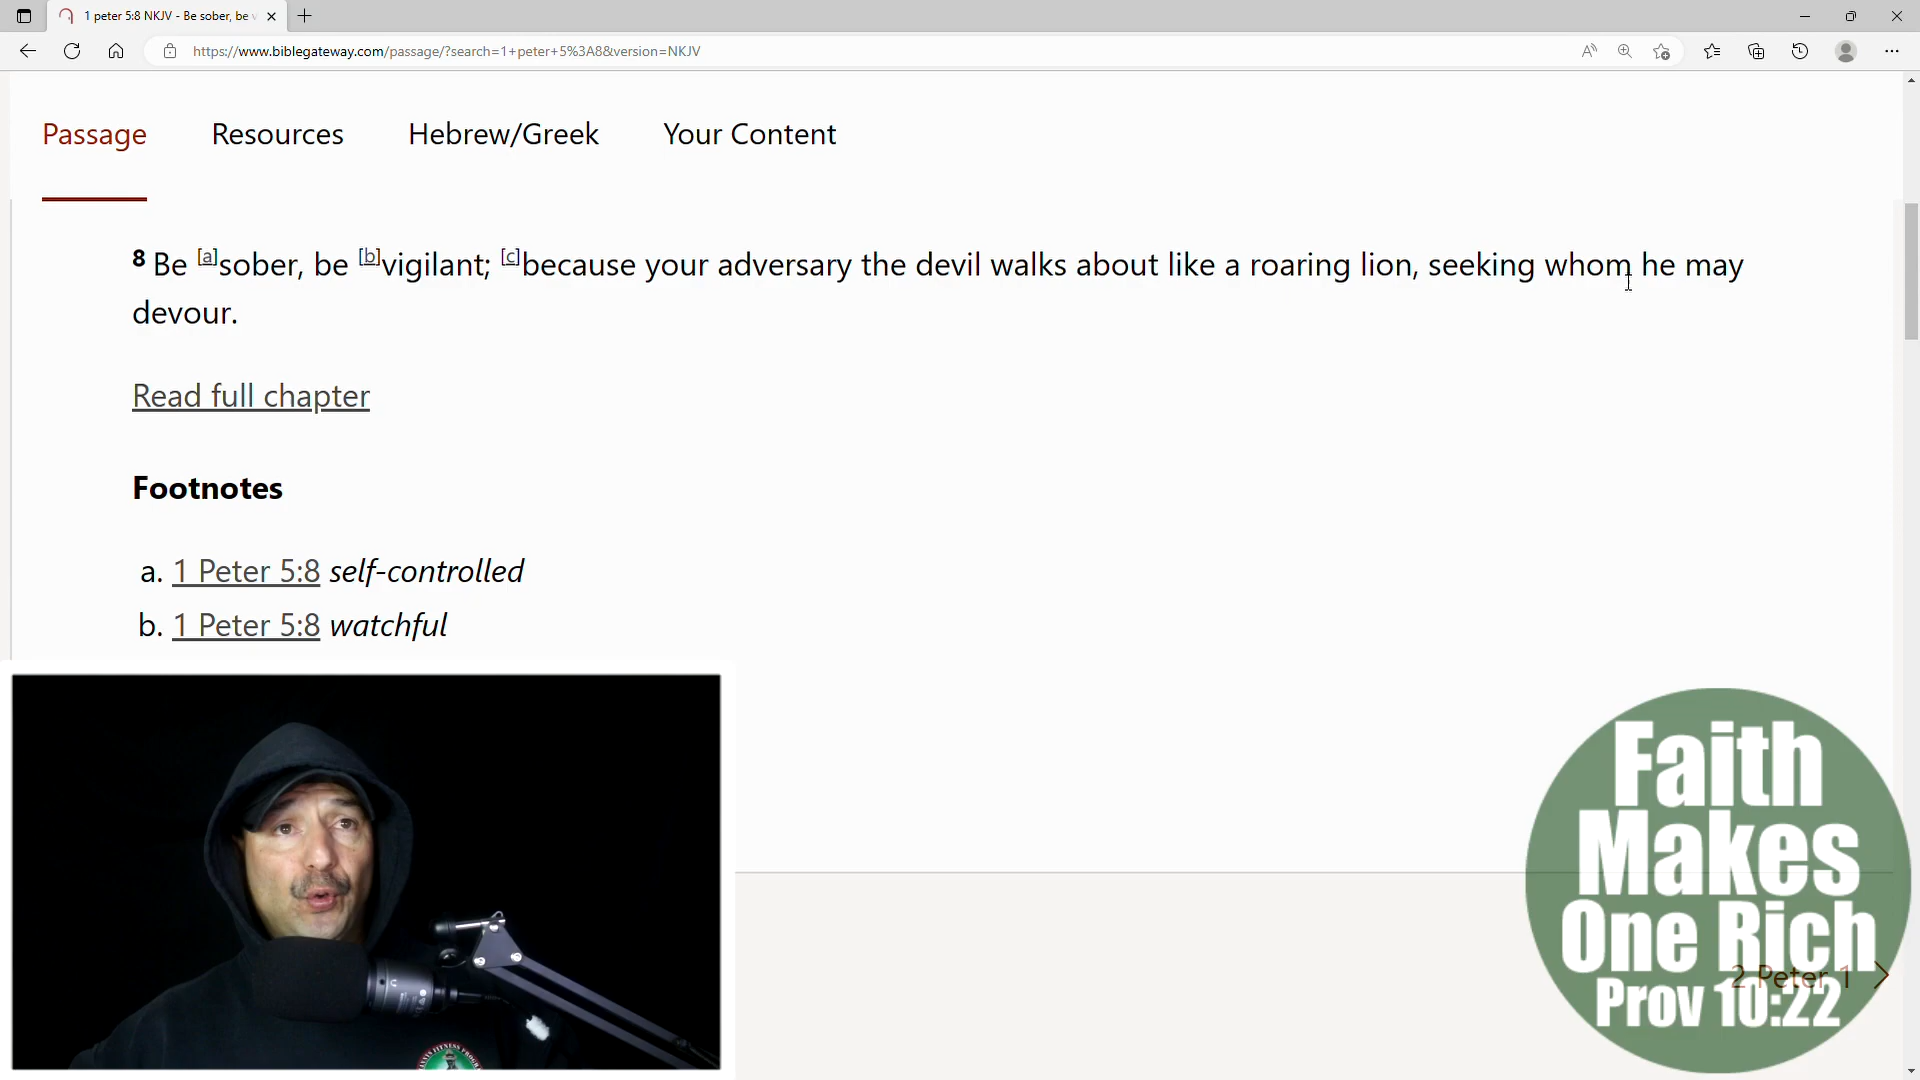 1 peter 5:8 NKJV - Be sober, be v
https://www.biblegateway.com/passage/?search=1+peter+5%3A8&version=NKJV
Passage Resources Hebrew/Greek Your Content
8 Be [a]sober, be [b]vigilant; [c]because your adversary the devil walks about like a roaring lion, seeking whom he may
devour.
Read full chapter
Footnotes
a. 1 Peter 5:8 self-controlled
b. 1 Peter 5:8 watchful
Faith
Makes
One Rich
Prov 10:22
2 Peter 1